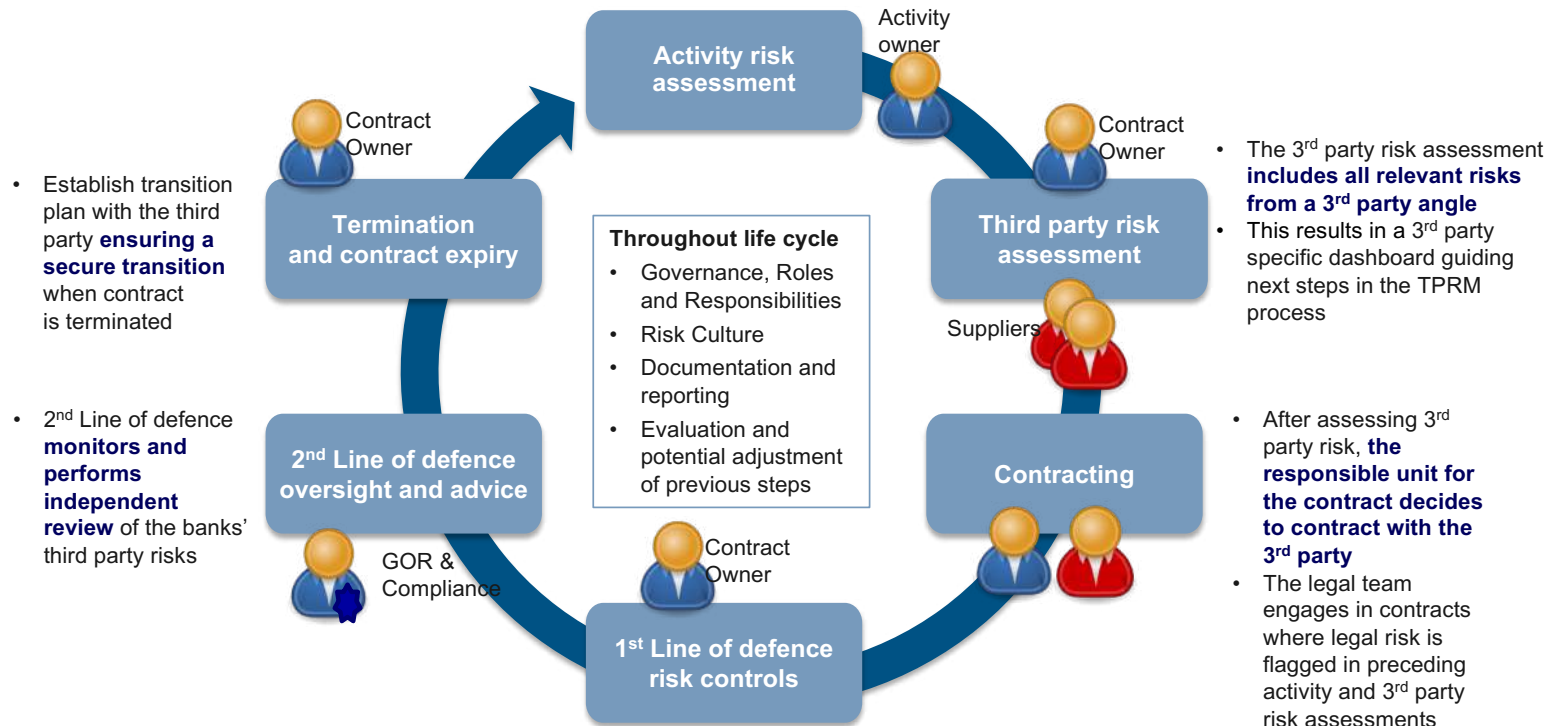 Activity risk
assessment
Activity
owner
Contract
Owner
Third party risk
assessment
• The 3rd party risk assessment
includes all relevant risks
from a 3rd party angle
• This results in a 3rd party
specific dashboard guiding
next steps in the TPRM
process
Suppliers
Contracting
• After assessing 3rd
party risk, the
responsible unit for
the contract decides
to contract with the
3rd party
• The legal team
engages in contracts
where legal risk is
flagged in preceding
activity and 3rd party
risk assessments
Contract
Owner
1st Line of defence
risk controls
2nd Line of defence
oversight and advice
GOR &
Compliance
• 2nd Line of defence
monitors and
performs
independent
review of the banks’
third party risks
Contract
Owner
Termination
and contract expiry
• Establish transition
plan with the third
party ensuring a
secure transition
when contract
is terminated
Throughout life cycle
• Governance, Roles
and Responsibilities
• Risk Culture
• Documentation and
reporting
• Evaluation and
potential adjustment
of previous steps